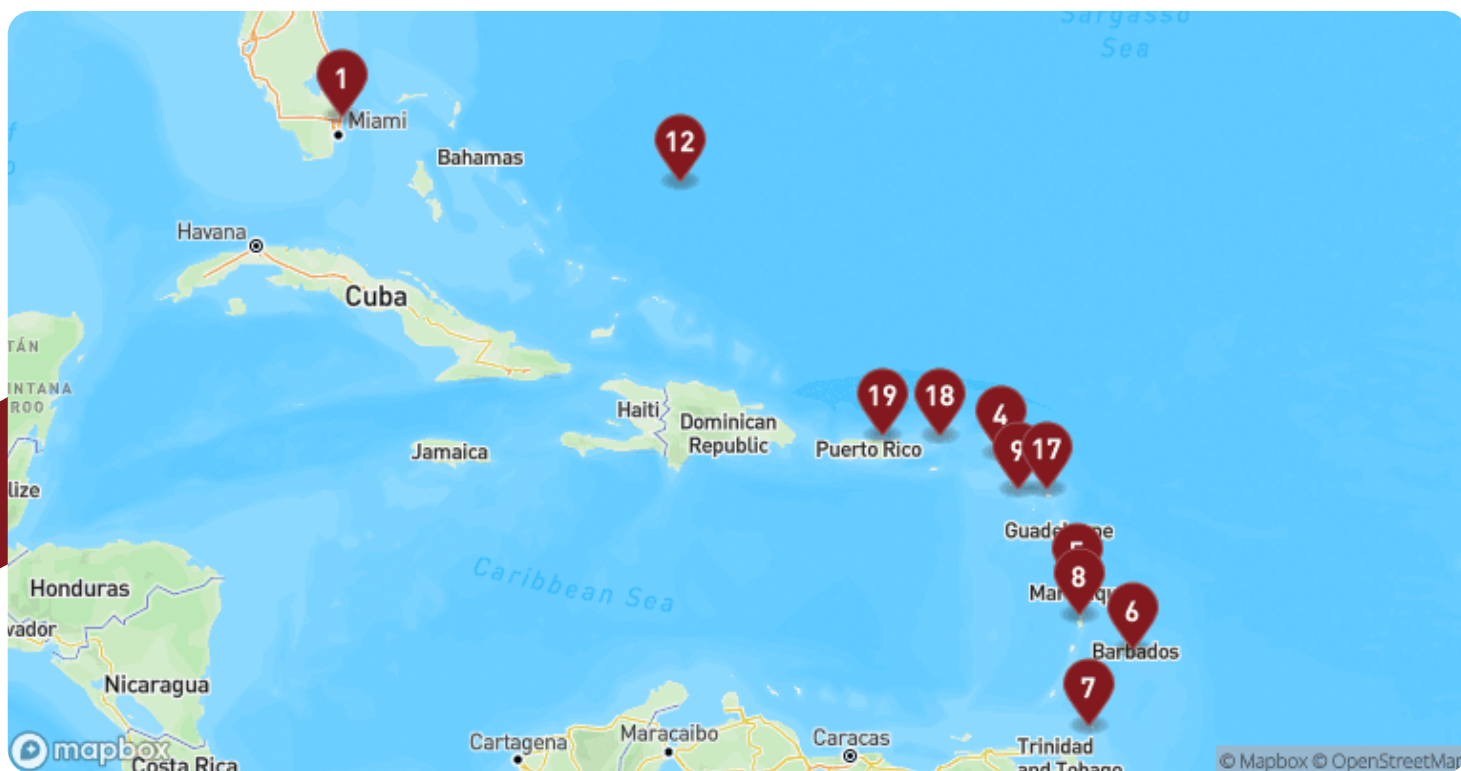 Sargasso
Sea
1
Miami
12
Bahamas
Havana
Cuba
TÁN
INTANA
ROO
19
18
4
Haiti
Dominican
Republic
Jamaica
Puerto Rico
9
17
lize
Guadeloupe
5
8
Caribbean Sea
Honduras
6
vador
Barbados
Nicaragua
7
Cartagena
Maracaibo
Caracas
Trinidad
and Tobago
mapbox
Costa Rica
© Mapbox © OpenStreetMap